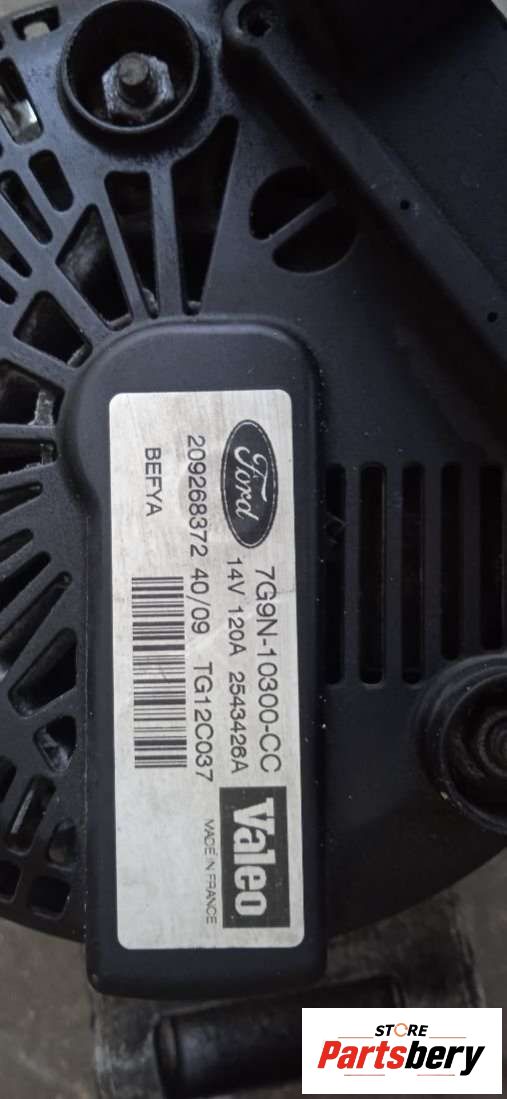 Ford
7G9N-10300-CC
14V 120A 2543426A
209268372 40/09 TG12C037
BEFYA
Valeo
MADE IN FRANCE
STORE
Partsbery